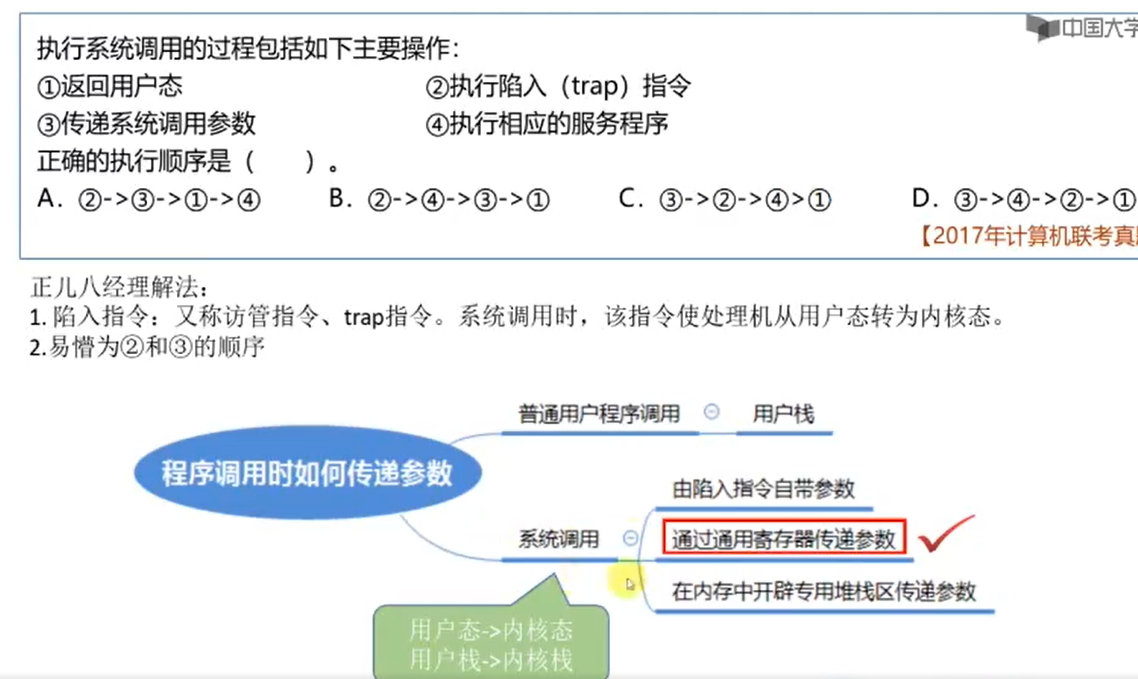 中国大学
执行系统调用的过程包括如下主要操作：
①返回用户态 ②执行陷入（trap）指令
③传递系统调用参数 ④执行相应的服务程序
正确的执行顺序是（ ）。
A. ②->③->①->④ B. ②->④->③->① C. ③->②->④>① D. ③->④->②->①
【2017年计算机联考真
正儿八经理解法：
1. 陷入指令：又称访管指令、trap指令。系统调用时，该指令使处理机从用户态转为内核态。
2.易懵为②和③的顺序
普通用户程序调用 用户栈
程序调用时如何传递参数
由陷入指令自带参数
系统调用
通过通用寄存器传递参数
在内存中开辟专用堆栈区传递参数
用户态->内核态
用户栈->内核栈